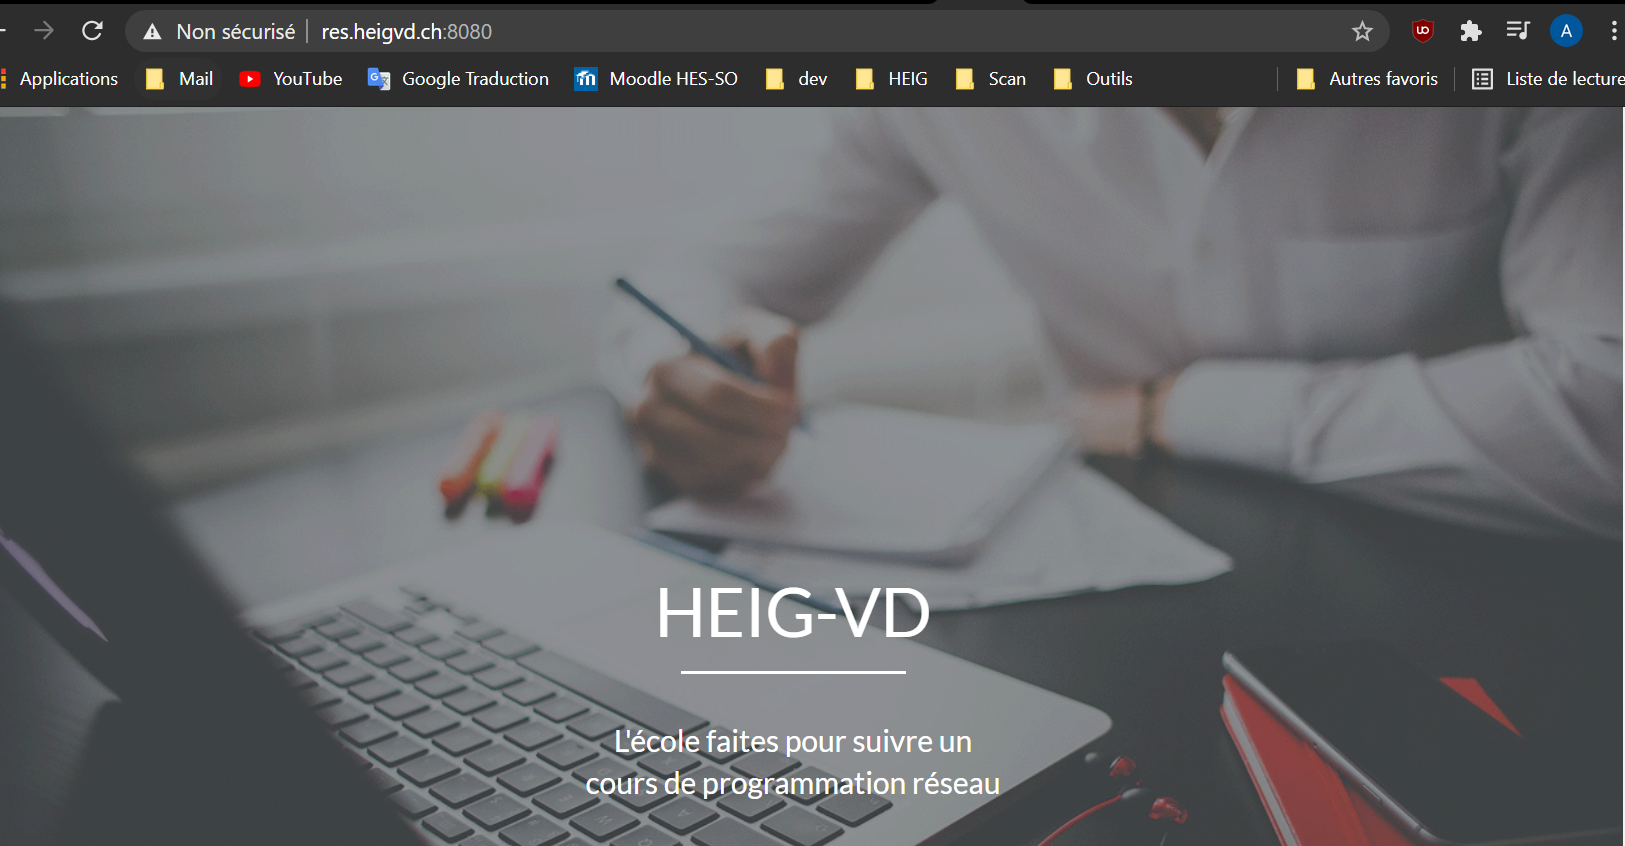 Non sécurisé res.heigvd.ch:8080 A
Applications Mail YouTube Google Traduction Moodle HES-SO dev HEIG Scan Outils Autres favoris Liste de lecture
HEIG-VD
L'école faites pour suivre un
cours de programmation réseau